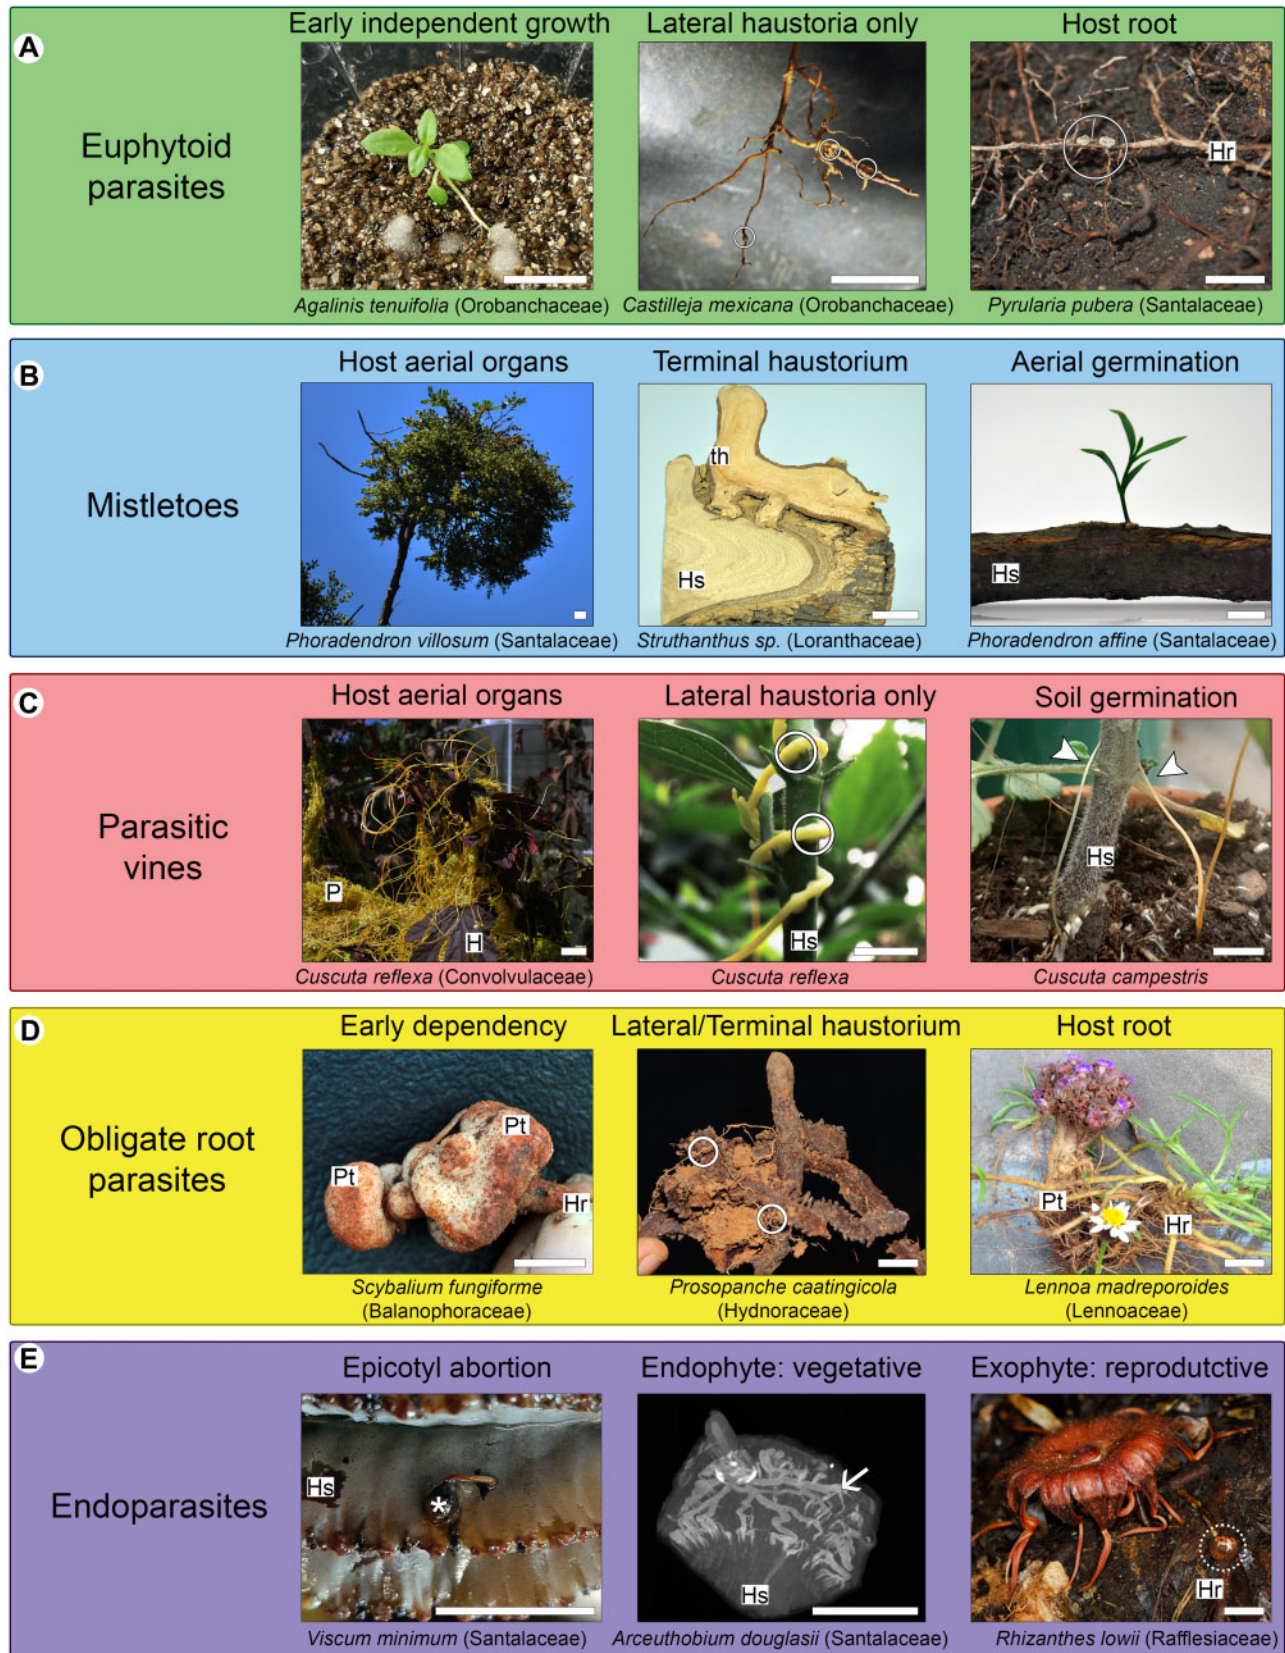 A
Early independent growth
Lateral haustoria only
Host root
Euphytoid
parasites
Hr
Agalinis tenuifolia (Orobanchaceae)
Castilleja mexicana (Orobanchaceae)
Pyrularia pubera (Santalaceae)
B
Host aerial organs
Terminal haustorium
Aerial germination
Mistletoes
th
Hs
Hs
Phoradendron villosum (Santalaceae)
Struthanthus sp. (Loranthaceae)
Phoradendron affine (Santalaceae)
C
Host aerial organs
Lateral haustoria only
Soil germination
Parasitic
vines
P
H
Hs
Hs
Cuscuta reflexa (Convolvulaceae)
Cuscuta reflexa
Cuscuta campestris
D
Early dependency
Lateral/Terminal haustorium
Host root
Obligate root
parasites
Pt
Pt
Hr
Pt
Hr
Scybalium fungiforme
(Balanophoraceae)
Prosopanche caatingicola
(Hydnoraceae)
Lennoa madreporoides
(Lennoaceae)
E
Epicotyl abortion
Endophyte: vegetative
Exophyte: reprodutctive
Endoparasites
Hs
*
Hs
Hr
Viscum minimum (Santalaceae)
Arceuthobium douglasii (Santalaceae)
Rhizanthes lowii (Rafflesiaceae)